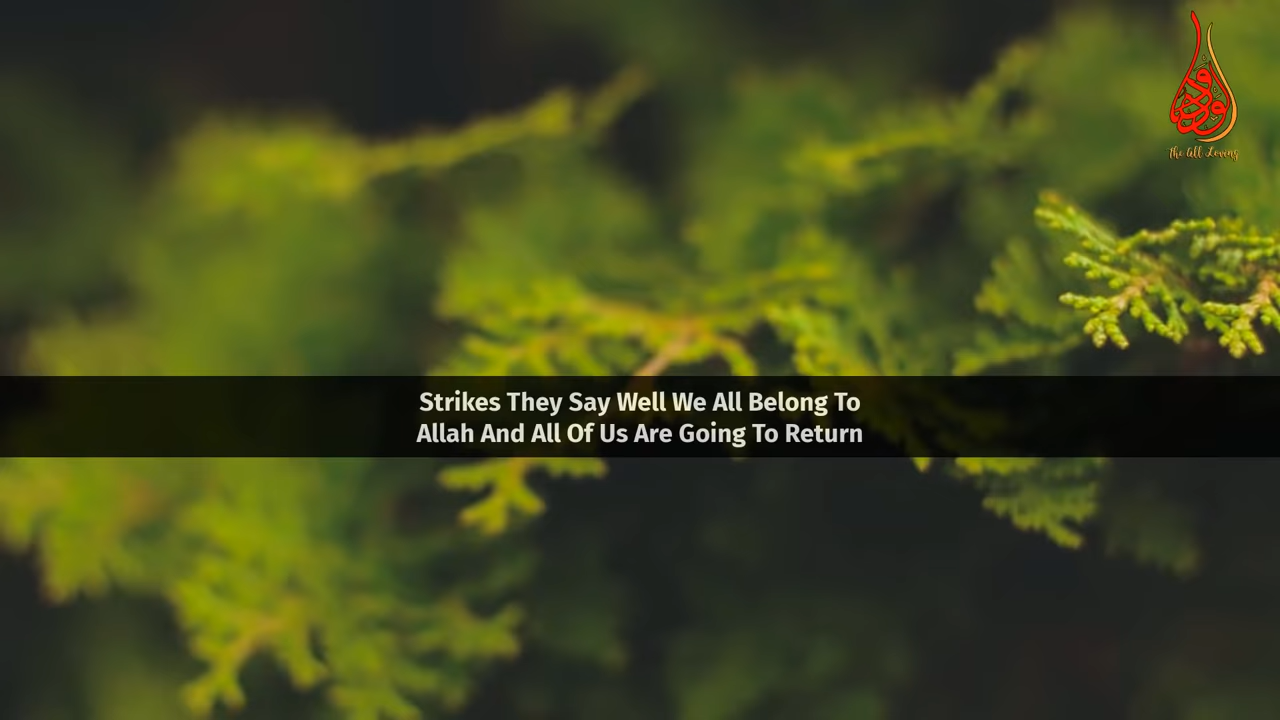 الودود
The All Loving
Strikes They Say Well We All Belong To
Allah And All Of Us Are Going To Return